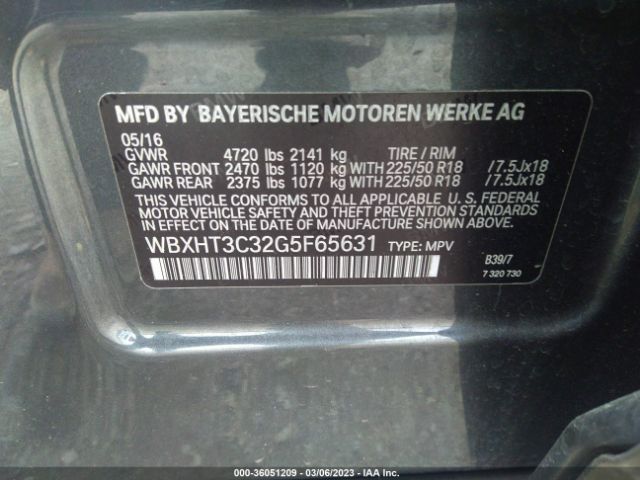 MFD BY BAYERISCHE MOTOREN WERKE AG
05/16
GVWR 4720 lbs 2141 kg TIRE / RIM
GAWR FRONT 2470 lbs 1120 kg WITH 225/50 R18 /7.5Jx18
GAWR REAR 2375 lbs 1077 kg WITH 225/50 R18 /7.5Jx18
THIS VEHICLE CONFORMS TO ALL APPLICABLE U. S. FEDERAL
MOTOR VEHICLE SAFETY, BUMPER, AND THEFT PREVENTION
STANDARDS IN EFFECT ON THE DATE OF MANUFACTURE SHOWN ABOVE.
WBXHT3C32G5F65631 TYPE: MPV B39/7
7 320 730
000-36051209 - 03/06/2023 - IAA Inc.